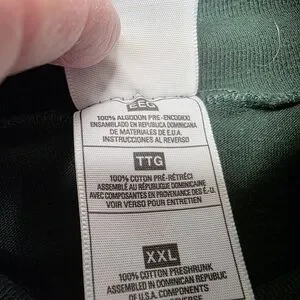 EEG
100% ALGODON PRE-ENCOGIDO
ENSAMBLADO EN REPUBLICA DOMINICANA
DE MATERIALES DE E.U.A.
INSTRUCCIONES AL REVERSO
TTG
100% COTON PRÉ-RÉTRÉCI
ASSEMBLÉ AU RÉPUBLIQUE DOMINICAINE
AVEC COMPOSANTES EN PROVENANCE DES É-U.
VOIR VERSO POUR ENTRETIEN
XXL
100% COTTON PRESHRUNK
ASSEMBLED IN DOMINICAN REPUBLIC
OF U.S.A. COMPONENTS